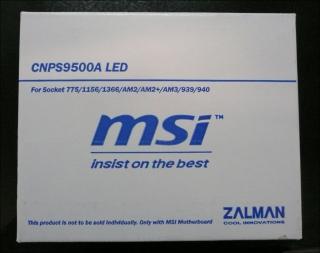 CNPS9500A LED
For Socket 775/1156/1366/AM2/AM2+/AM3/939/940
msi™
insist on the best
ZALMAN
COOL INNOVATIONS
This product is not to be sold individually. Only with MSI Motherboard